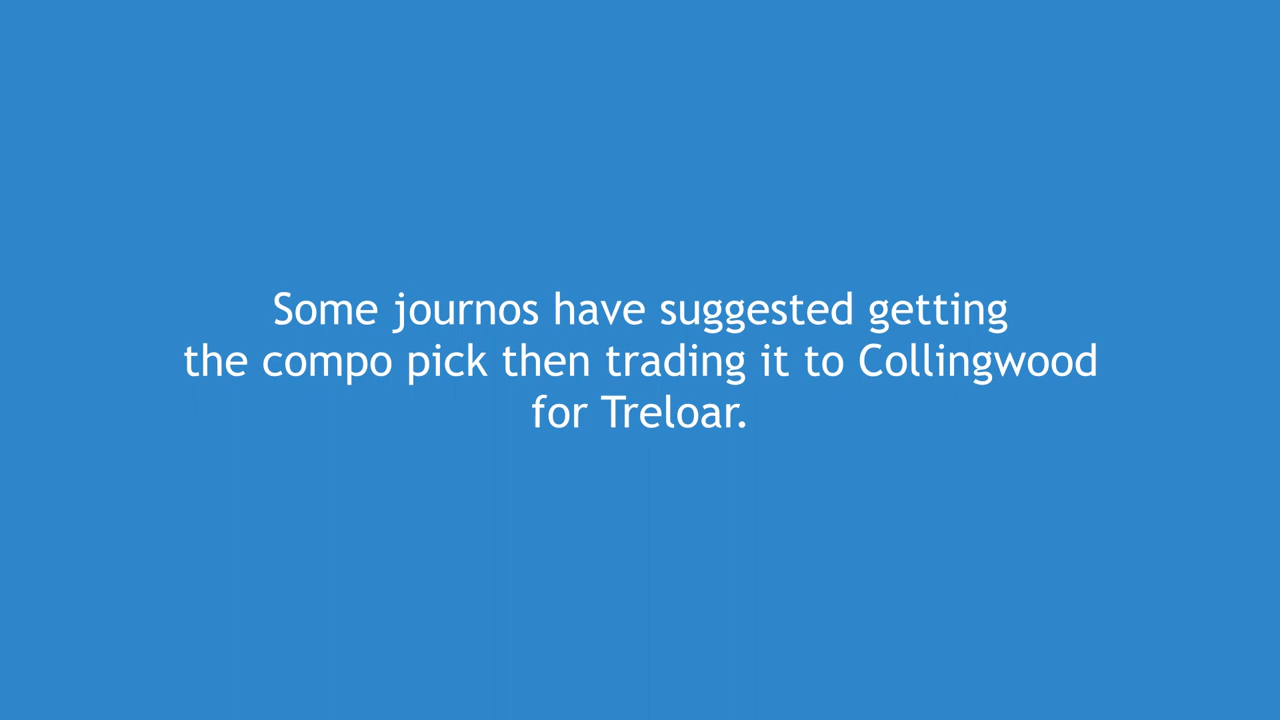 Some journos have suggested getting
the compo pick then trading it to Collingwood
for Treloar.